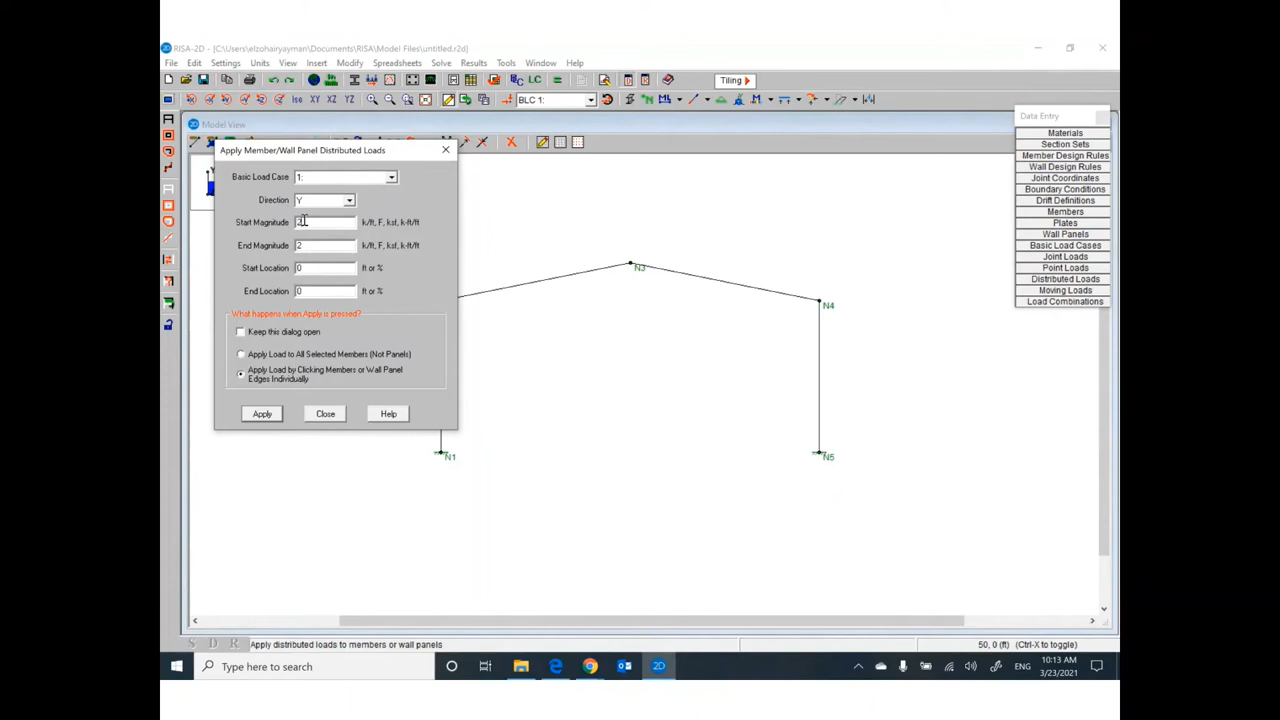 RISA-2D - [C:\Users\elzohairyayman\Documents\RISA\Model Files\untitled.r2d]
File Edit Settings Units View Insert Modify Spreadsheets Solve Results Tools Window Help
Tiling
Iso XY XZ YZ BLC 1:
Model View
Data Entry
Materials
Section Sets
Member Design Rules
Wall Design Rules
Joint Coordinates
Boundary Conditions
Drift Definitions
Members
Plates
Wall Panels
Basic Load Cases
Joint Loads
Point Loads
Distributed Loads
Moving Loads
Load Combinations
Apply Member/Wall Panel Distributed Loads
Basic Load Case 1:
Direction Y
Start Magnitude 2 k/ft, F, ksf, k-ft/ft
End Magnitude 2 k/ft, F, ksf, k-ft/ft
Start Location 0 ft or %
End Location 0 ft or %
What happens when Apply is pressed?
Keep this dialog open
Apply Load to All Selected Members (Not Panels)
Apply Load by Clicking Members or Wall Panel
Edges Individually
Apply Close Help
N3
N4
N1
N5
S D R Apply distributed loads to members or wall panels 50, 0 (ft) (Ctrl-X to toggle)
Type here to search
ENG
10:13 AM
3/23/2021